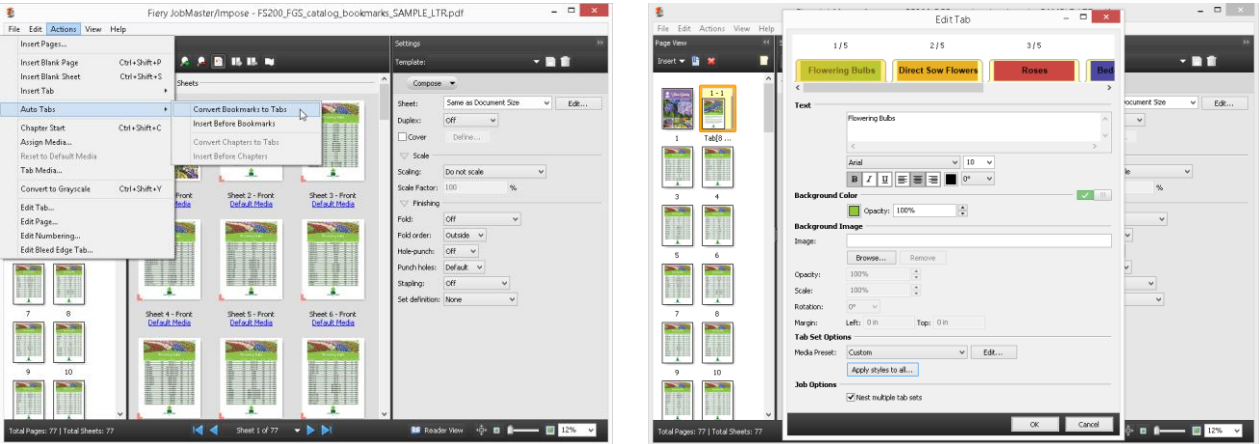 Fiery JobMaster/Impose - FS200_FGS_catalog_bookmarks_SAMPLE_LTR.pdf
File Edit Actions View Help
Insert Pages...
Insert Blank Page Ctrl+Shift+P
Insert Blank Sheet Ctrl+Shift+S
Insert Tab
Auto Tabs
Chapter Start Ctrl+Shift+C
Assign Media...
Reset to Default Media
Tab Media...
Convert to Grayscale Ctrl+Shift+Y
Edit Tab...
Edit Page...
Edit Numbering...
Edit Bleed Edge Tab...
Convert Bookmarks to Tabs
Insert Before Bookmarks
Convert Chapters to Tabs
Insert Before Chapters
Sheets
Front
Default Media
Sheet 2 - Front
Default Media
Sheet 3 - Front
Default Media
7 8
Sheet 4 - Front
Default Media
Sheet 5 - Front
Default Media
Sheet 6 - Front
Default Media
9 10
Settings
Template:
Compose
Sheet: Same as Document Size Edit...
Duplex: Off
Cover Define...
Scale
Scaling: Do not scale
Scale Factor: 100 %
Finishing
Fold: Off
Fold order: Outside
Hole-punch: Off
Punch holes: Default
Stapling: Off
Set definition: None
Total Pages: 77 | Total Sheets: 77
Sheet 1 of 77
Reader View
12%
File Edit Actions View Help
Page View
Insert
1 - 1
1 Tab[8 ...
3 4
5 6
7 8
9 10
Total Pages: 77 | Total Sheets: 77
Edit Tab
1/5 2/5 3/5
Flowering Bulbs Direct Sow Flowers Roses Bed
Text
Flowering Bulbs
Arial 10
B I U 0°
Background Color
Opacity: 100%
Background Image
Image:
Browse... Remove
Opacity: 100%
Scale: 100%
Rotation: 0°
Margin: Left: 0 in Top: 0 in
Tab Set Options
Media Preset: Custom Edit...
Apply styles to all...
Job Options
Nest multiple tab sets
OK Cancel
ocument Size Edit...
%
12%